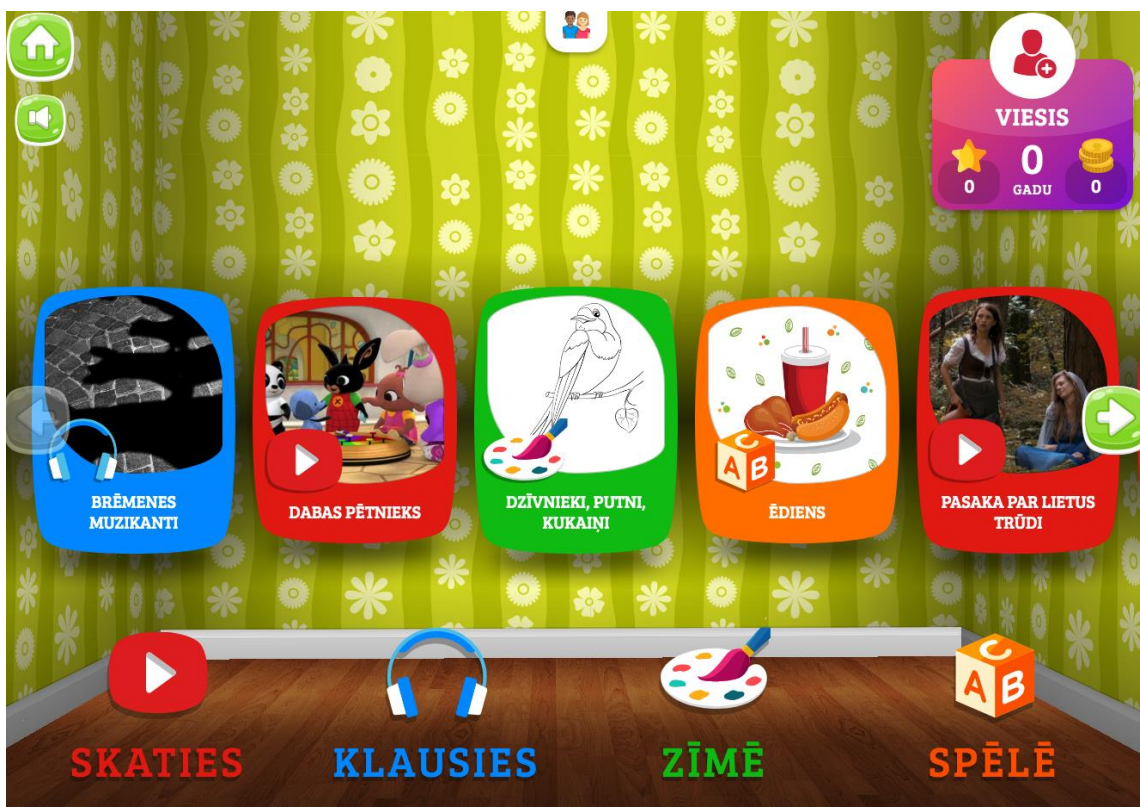 VIESIS
0
0
GADU
0
BRĒMENES
MUZIKANTI
DABAS PĒTNIEKS
DZĪVNIEKI, PUTNI,
KUKAIŅI
C
A B
ĒDIENS
PASAKA PAR LIETUS
TRŪDI
C
A B
SKATIES
KLAUSIES
ZĪMĒ
SPĒLĒ